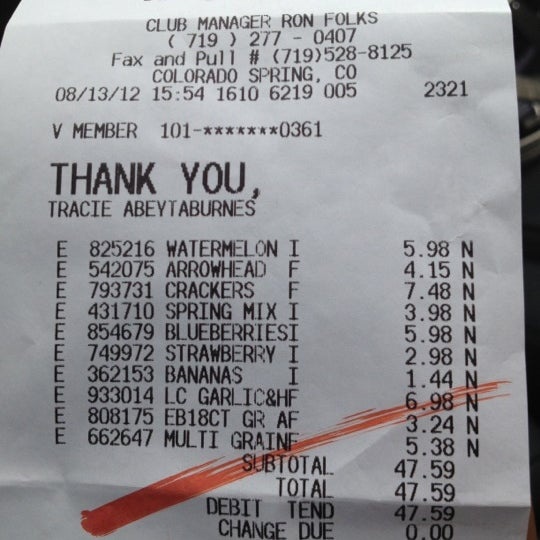 CLUB MANAGER RON FOLKS
( 719 ) 277 - 0407
Fax and Pull # (719)528-8125
COLORADO SPRING, CO
08/13/12 15:54 1610 6219 005 2321
V MEMBER 101-*******0361
THANK YOU,
TRACIE ABEYTABURNES
E 825216 WATERMELON I 5.98 N
E 542075 ARROWHEAD F 4.15 N
E 793731 CRACKERS F 7.48 N
E 431710 SPRING MIX I 3.98 N
E 854679 BLUEBERRIESI 5.98 N
E 749972 STRAWBERRY I 2.98 N
E 362153 BANANAS I 1.44 N
E 933014 LC GARLIC&HF 6.98 N
E 808175 EB18CT GR AF 3.24 N
E 662647 MULTI GRAINF 5.38 N
SUBTOTAL 47.59
TOTAL 47.59
DEBIT TEND 47.59
CHANGE DUE 0.00